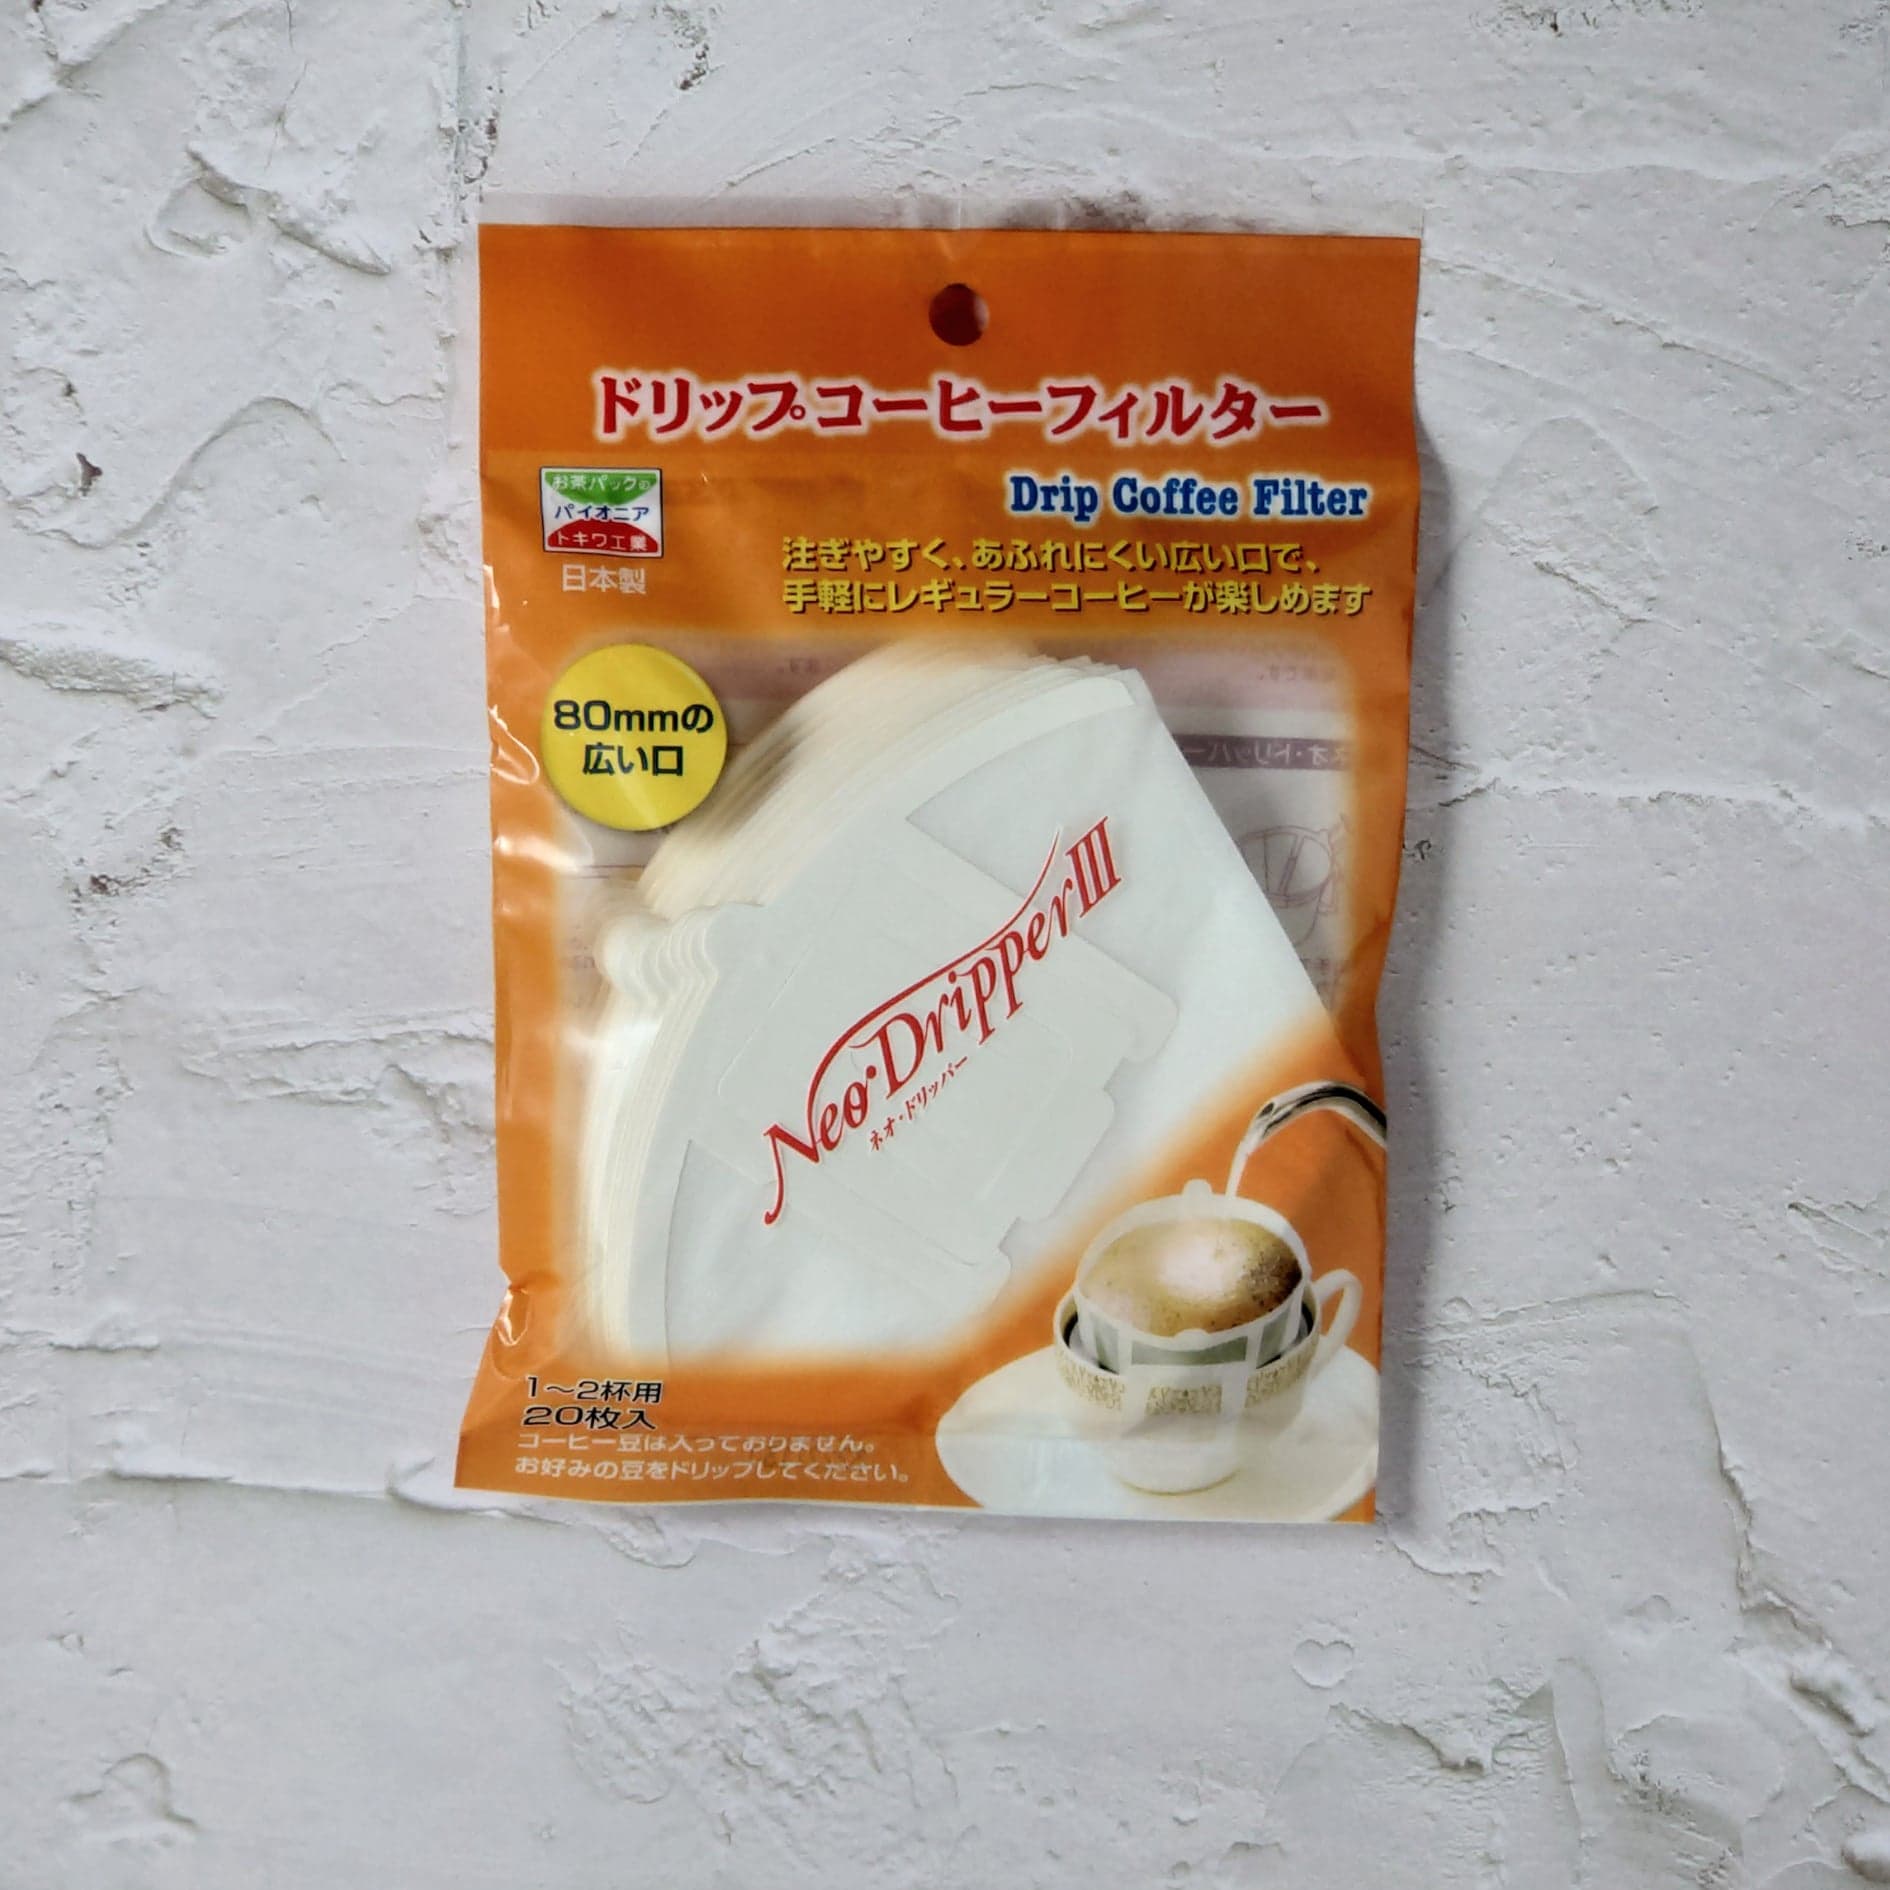 ドリップコーヒーフィルター
Drip Coffee Filter
お茶パックの
パイオニア
トキワ工業
日本製
注ぎやすく、あふれにくい広い口で、
手軽にレギュラーコーヒーが楽しめます
80mmの
広い口
Neo・DripperIII
ネオ・ドリッパー
1〜2杯用
20枚入
コーヒー豆は入っておりません。
お好みの豆をドリップしてください。